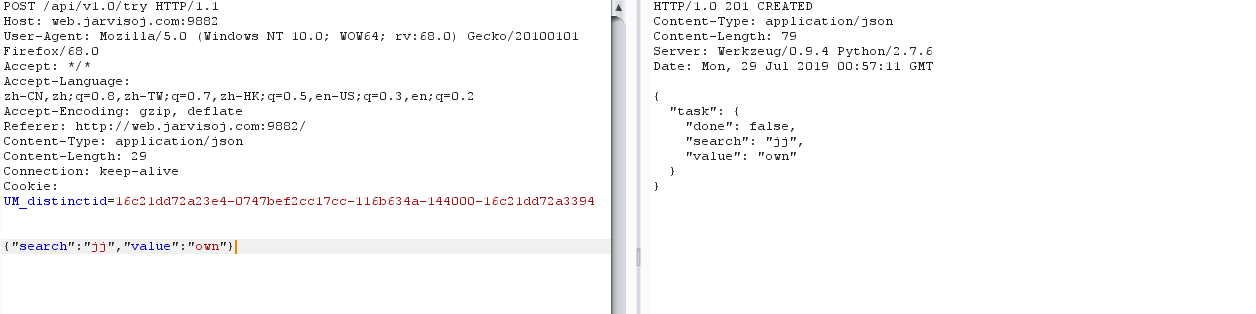 POST /api/v1.0/try HTTP/1.1
Host: web.jarvisoj.com:9882
User-Agent: Mozilla/5.0 (Windows NT 10.0; WOW64; rv:68.0) Gecko/20100101
Firefox/68.0
Accept: */*
Accept-Language:
zh-CN,zh;q=0.8,zh-TW;q=0.7,zh-HK;q=0.5,en-US;q=0.3,en;q=0.2
Accept-Encoding: gzip, deflate
Referer: http://web.jarvisoj.com:9882/
Content-Type: application/json
Content-Length: 29
Connection: keep-alive
Cookie:
UM_distinctid=16c21dd72a23e4-0747bef2cc17cc-116b634a-144000-16c21dd72a3394
{"search":"jj","value":"own"}
HTTP/1.0 201 CREATED
Content-Type: application/json
Content-Length: 79
Server: Werkzeug/0.9.4 Python/2.7.6
Date: Mon, 29 Jul 2019 00:57:11 GMT
{
"task": {
"done": false,
"search": "jj",
"value": "own"
}
}